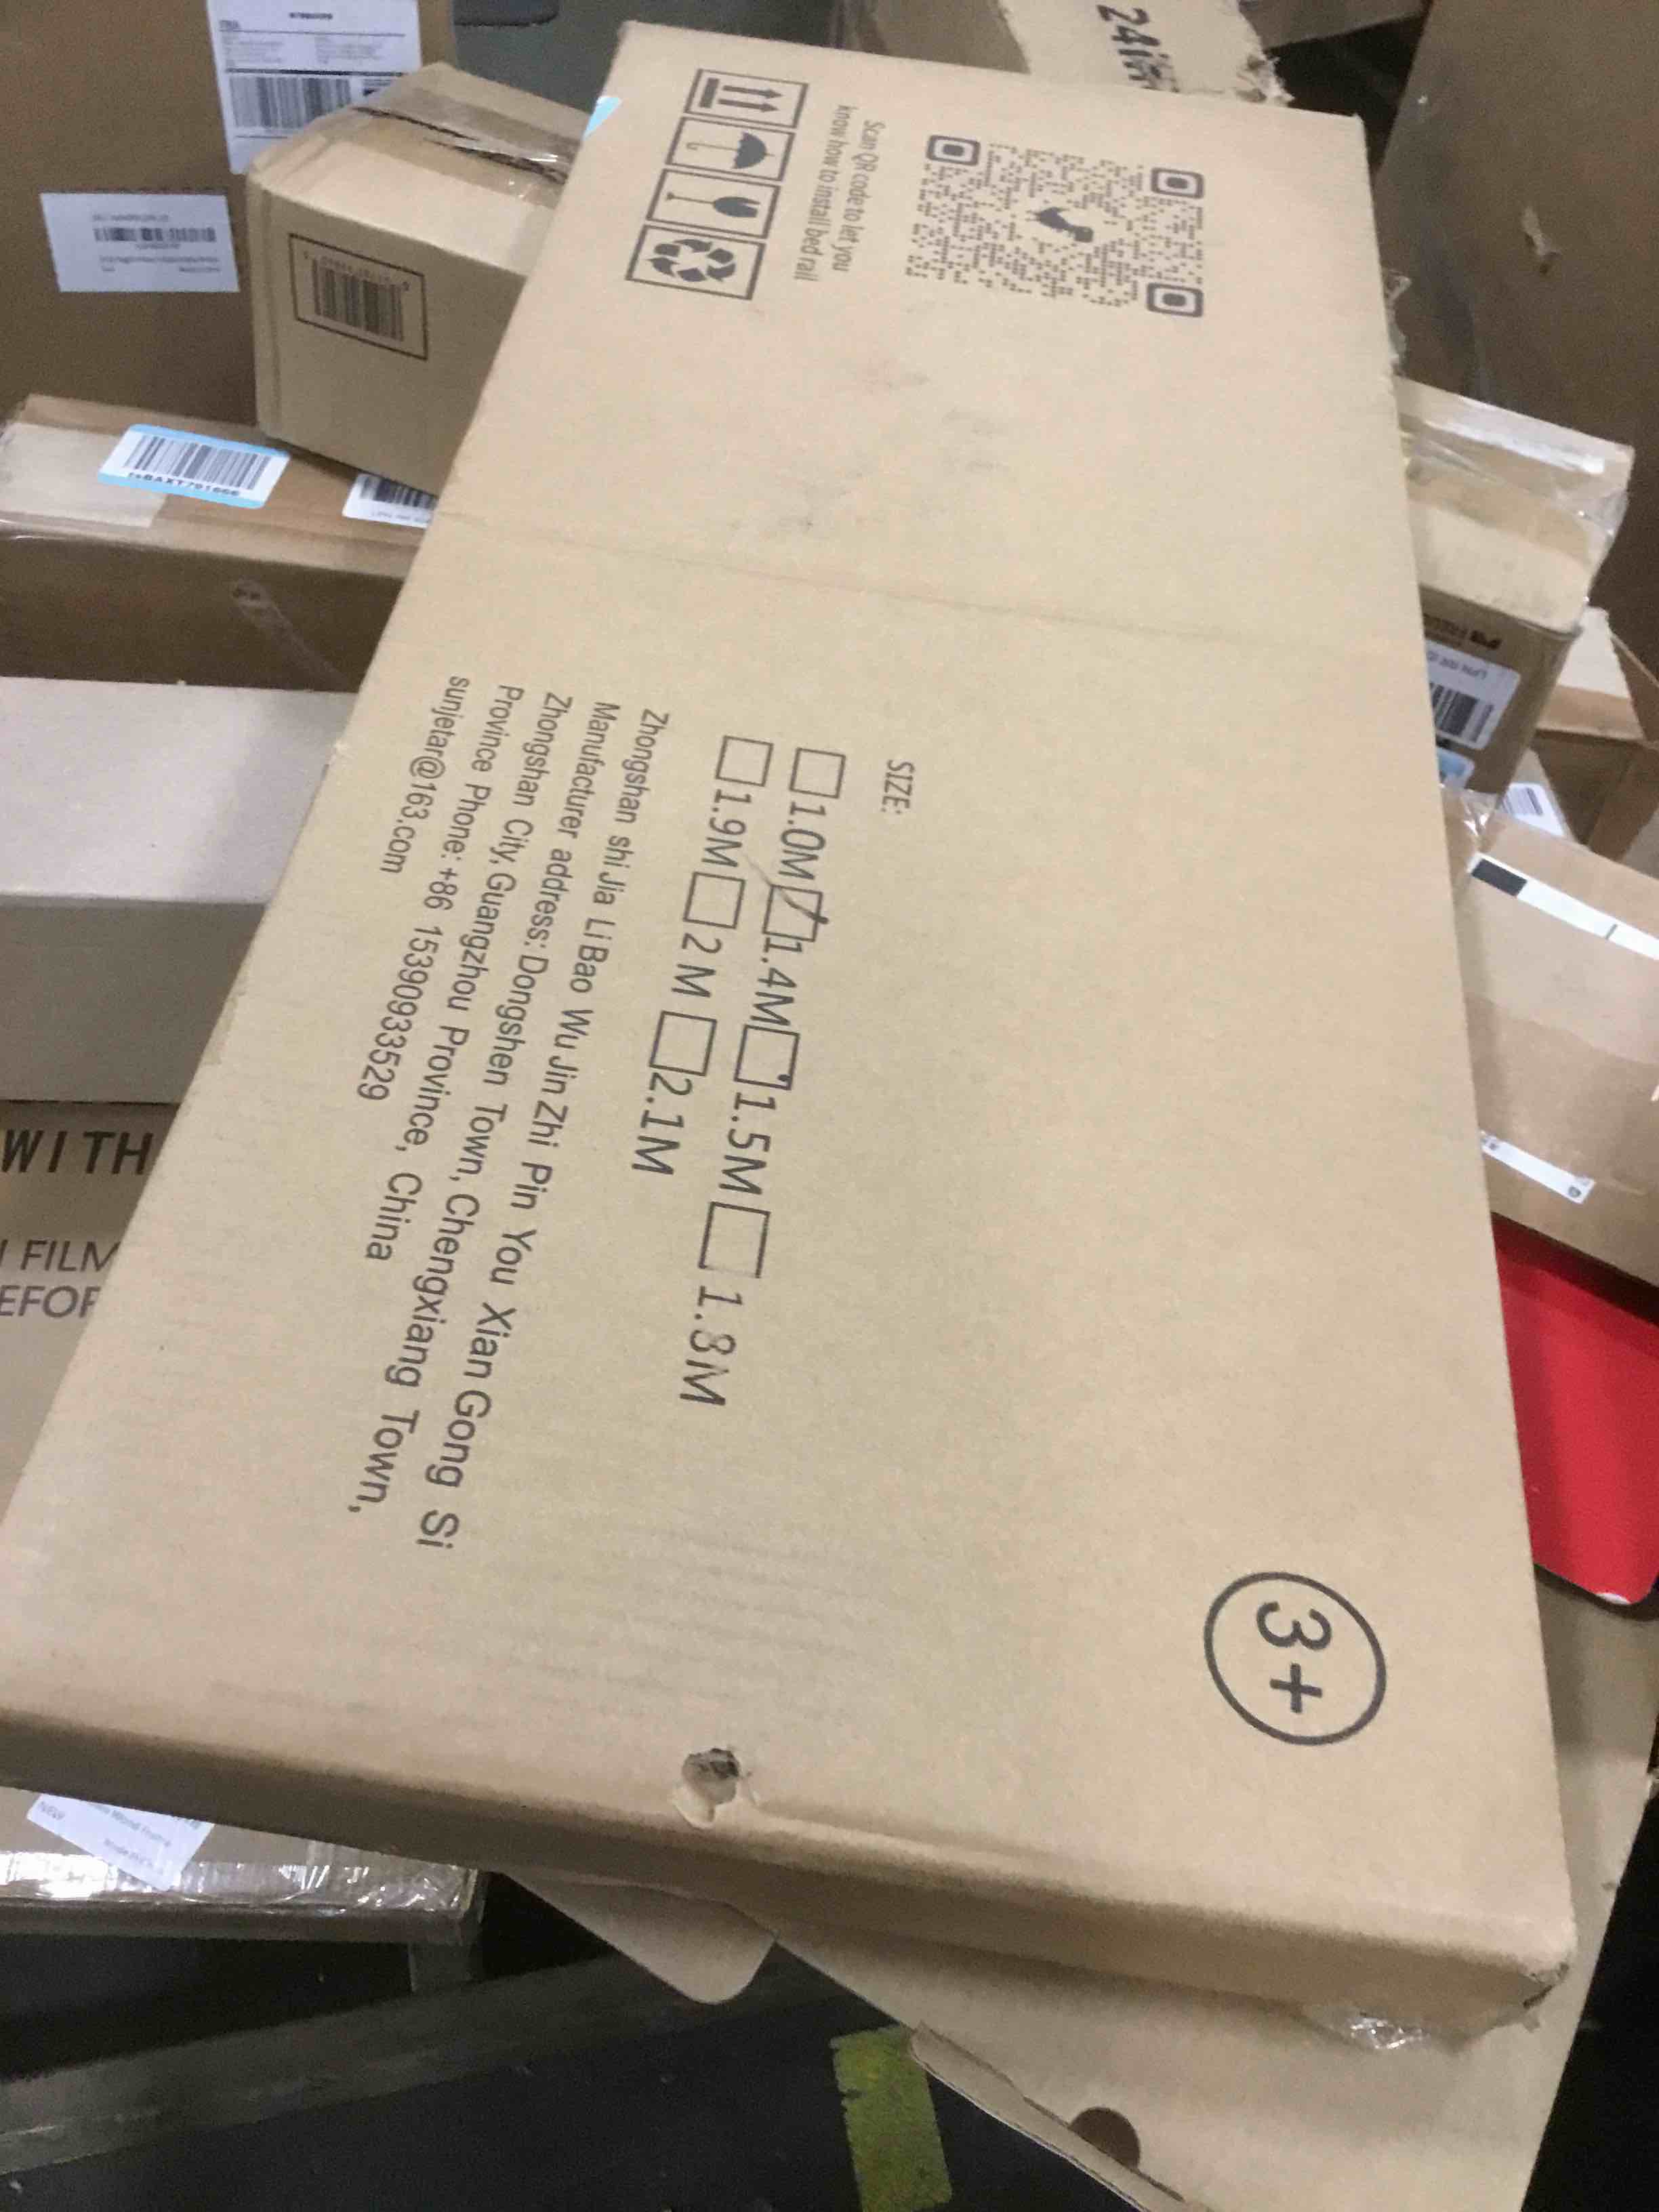 24in
Scan QR code to let you
know how to install bed rail
SIZE:
1.0M 1.4M 1.5M 1.8M
1.9M 2M 2.1M
Zhongshan shi Jia Li Bao Wu Jin Zhi Pin You Xian Gong Si
Manufacturer address: Dongshen Town, Chengxiang Town,
Zhongshan City, Guangzhou Province, China
Province Phone: +86 15390933529
sunjetar@163.com
3+
WITH
FILM
EFOR